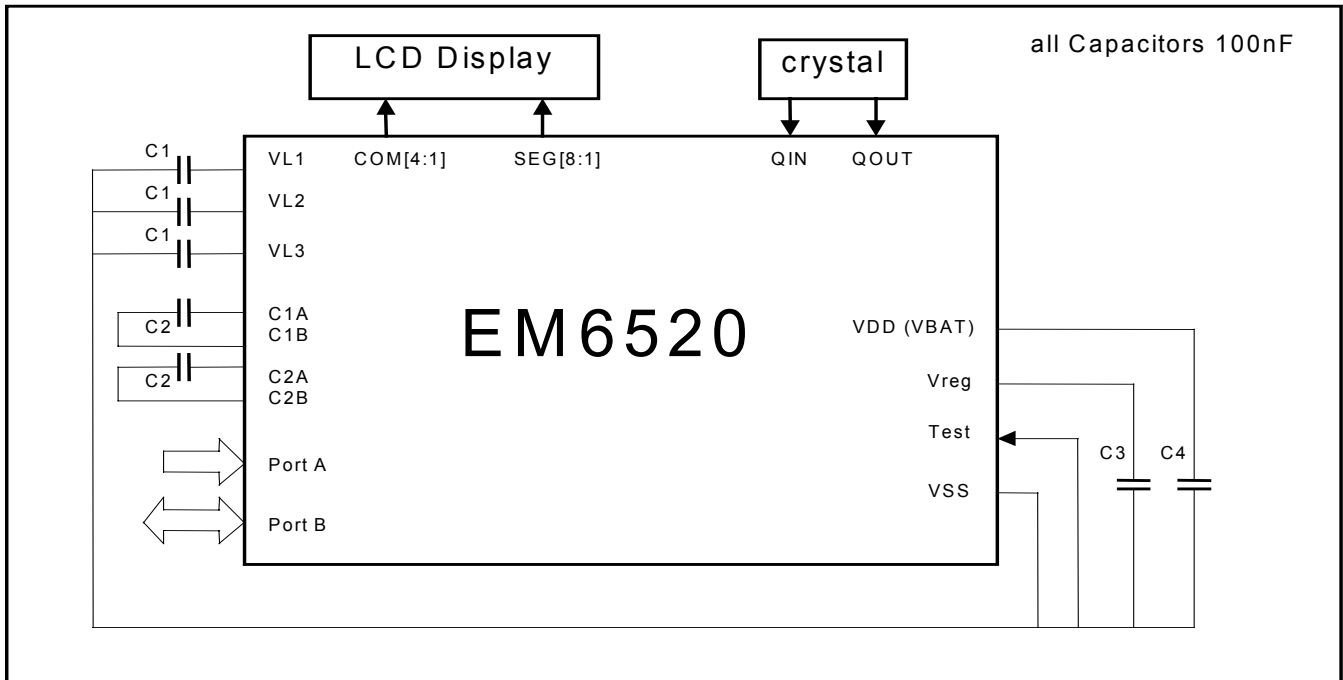 all Capacitors 100nF
LCD Display
crystal
C1
VL1
COM[4:1]
SEG[8:1]
QIN
QOUT
C1
VL2
C1
VL3
C1A
C2
C1B
C2A
C2
C2B
EM6520
VDD (VBAT)
Vreg
Test
C3
C4
VSS
Port A
Port B